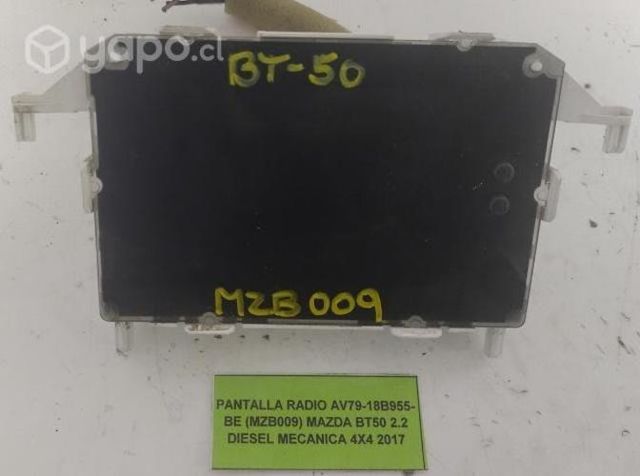 yapo.cl
BT-50
MZB009
PANTALLA RADIO AV79-18B955-
BE (MZB009) MAZDA BT50 2.2
DIESEL MECANICA 4X4 2017